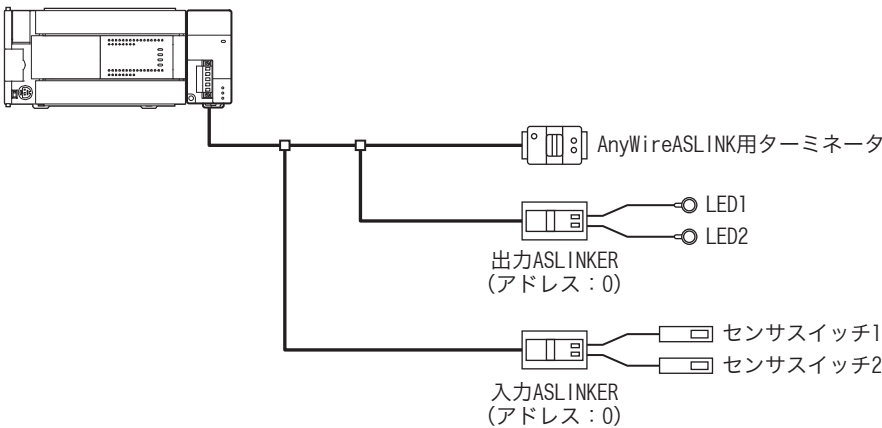 AnyWireASLINK用ターミネータ
LED1
LED2
出力ASLINKER
(アドレス：0)
センサスイッチ1
センサスイッチ2
入力ASLINKER
(アドレス：0)